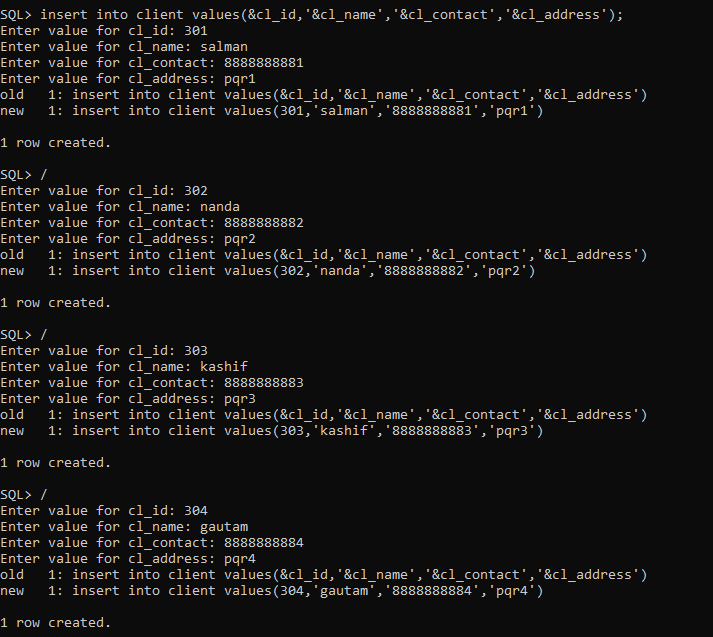 SQL> insert into client values(&cl_id,'&cl_name','&cl_contact','&cl_address');
Enter value for cl_id: 301
Enter value for cl_name: salman
Enter value for cl_contact: 8888888881
Enter value for cl_address: pqr1
old   1: insert into client values(&cl_id,'&cl_name','&cl_contact','&cl_address')
new   1: insert into client values(301,'salman','8888888881','pqr1')
1 row created.
SQL> /
Enter value for cl_id: 302
Enter value for cl_name: nanda
Enter value for cl_contact: 8888888882
Enter value for cl_address: pqr2
old   1: insert into client values(&cl_id,'&cl_name','&cl_contact','&cl_address')
new   1: insert into client values(302,'nanda','8888888882','pqr2')
1 row created.
SQL> /
Enter value for cl_id: 303
Enter value for cl_name: kashif
Enter value for cl_contact: 8888888883
Enter value for cl_address: pqr3
old   1: insert into client values(&cl_id,'&cl_name','&cl_contact','&cl_address')
new   1: insert into client values(303,'kashif','8888888883','pqr3')
1 row created.
SQL> /
Enter value for cl_id: 304
Enter value for cl_name: gautam
Enter value for cl_contact: 8888888884
Enter value for cl_address: pqr4
old   1: insert into client values(&cl_id,'&cl_name','&cl_contact','&cl_address')
new   1: insert into client values(304,'gautam','8888888884','pqr4')
1 row created.